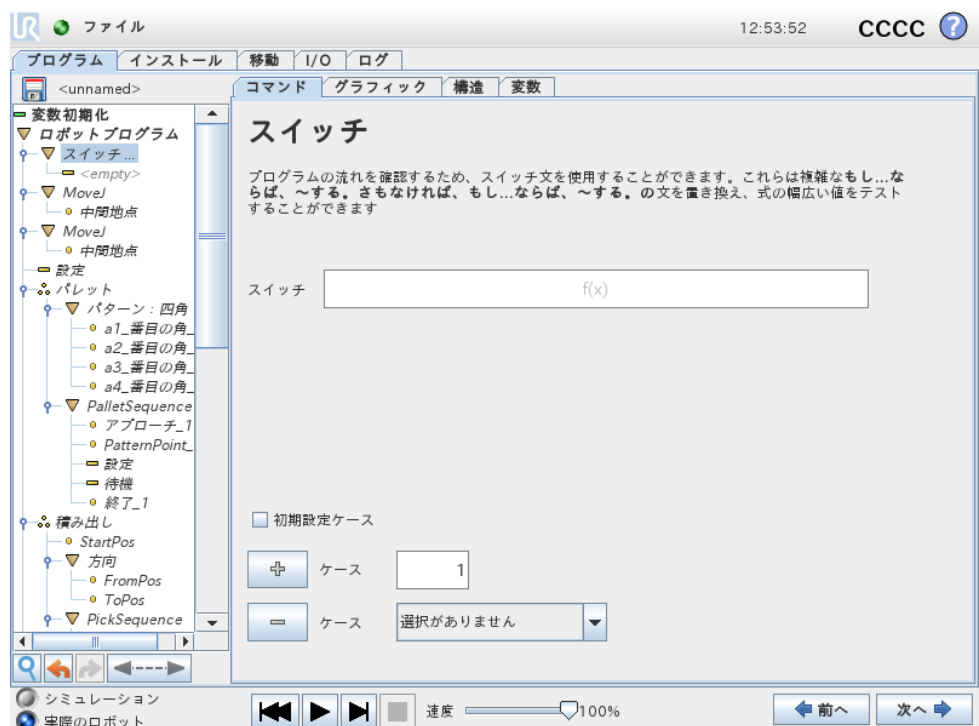 UR ファイル 12:53:52 CCCC ?
プログラム インストール 移動 I/O ログ
<unnamed>
コマンド グラフィック 構造 変数
変数初期化
ロボットプログラム
スイッチ...
<empty>
MoveJ
中間地点
MoveJ
中間地点
設定
パレット
パターン：四角
a1_番目の角_
a2_番目の角_
a3_番目の角_
a4_番目の角_
PalletSequence
アプローチ_1
PatternPoint_
設定
待機
終了_1
積み出し
StartPos
方向
FromPos
ToPos
PickSequence
スイッチ
プログラムの流れを確認するため、スイッチ文を使用することができます。これらは複雑なもし...な
らば、～する。さもなければ、もし...ならば、～する。の文を置き換え、式の幅広い値をテスト
することができます
スイッチ f(x)
初期設定ケース
ケース 1
ケース 選択がありません
シミュレーション
実際のロボット
速度 100%
前へ 次へ